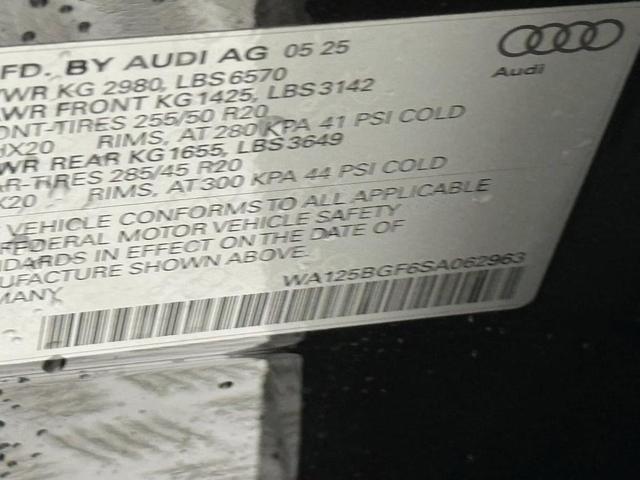 FD. BY AUDI AG 05 25
Audi
WR KG 2980, LBS 6570
WR FRONT KG 1425, LBS 3142
ONT-TIRES 255/50 R20
X20 RIMS, AT 280 KPA 41 PSI COLD
WR REAR KG 1655, LBS 3649
R-TIRES 285/45 R20
X20 RIMS, AT 300 KPA 44 PSI COLD
VEHICLE CONFORMS TO ALL APPLICABLE
FEDERAL MOTOR VEHICLE SAFETY
NDARDS IN EFFECT ON THE DATE OF
UFACTURE SHOWN ABOVE.
MANY
WA125BGF6SA062963